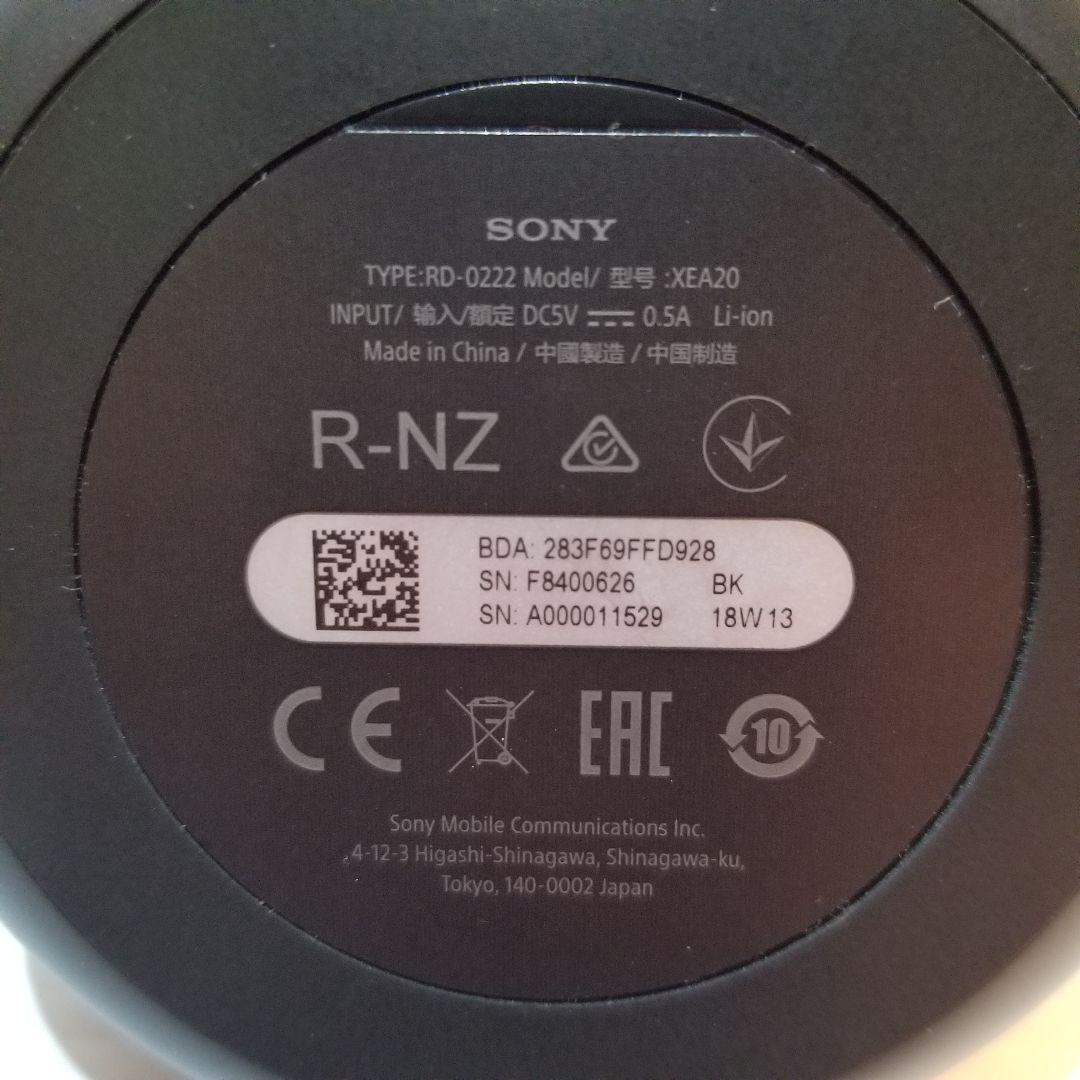 SONY
TYPE:RD-0222 Model/ 型号 :XEA20
INPUT/ 输入/額定 DC5V ⎓ 0.5A Li-ion
Made in China / 中國製造 / 中国制造
R-NZ
BDA: 283F69FFD928
SN: F8400626 BK
SN: A000011529 18W13
CE EAC 10
Sony Mobile Communications Inc.
4-12-3 Higashi-Shinagawa, Shinagawa-ku,
Tokyo, 140-0002 Japan